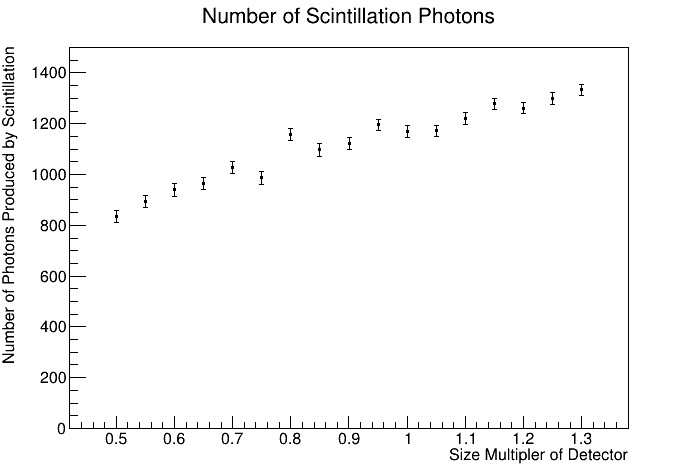 Number of Scintillation Photons
Number of Photons Produced by Scintillation
1400
1200
1000
800
600
400
200
0
0.5 0.6 0.7 0.8 0.9 1 1.1 1.2 1.3
Size Multipler of Detector